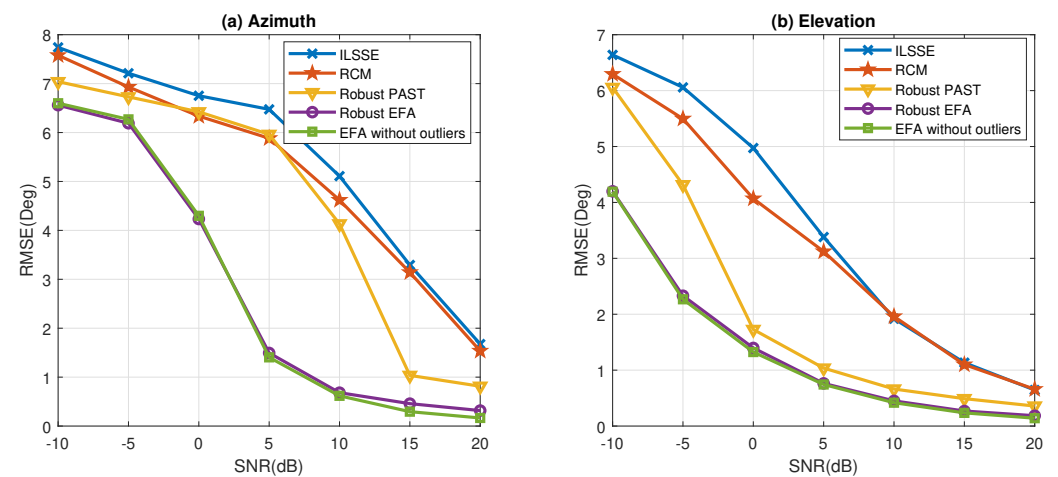 (a) Azimuth
8
7
6
5
4
3
2
1
0
RMSE(Deg)
-10 -5 0 5 10 15 20
SNR(dB)
ILSSE
RCM
Robust PAST
Robust EFA
EFA without outliers
(b) Elevation
7
6
5
4
3
2
1
0
RMSE(Deg)
-10 -5 0 5 10 15 20
SNR(dB)
ILSSE
RCM
Robust PAST
Robust EFA
EFA without outliers